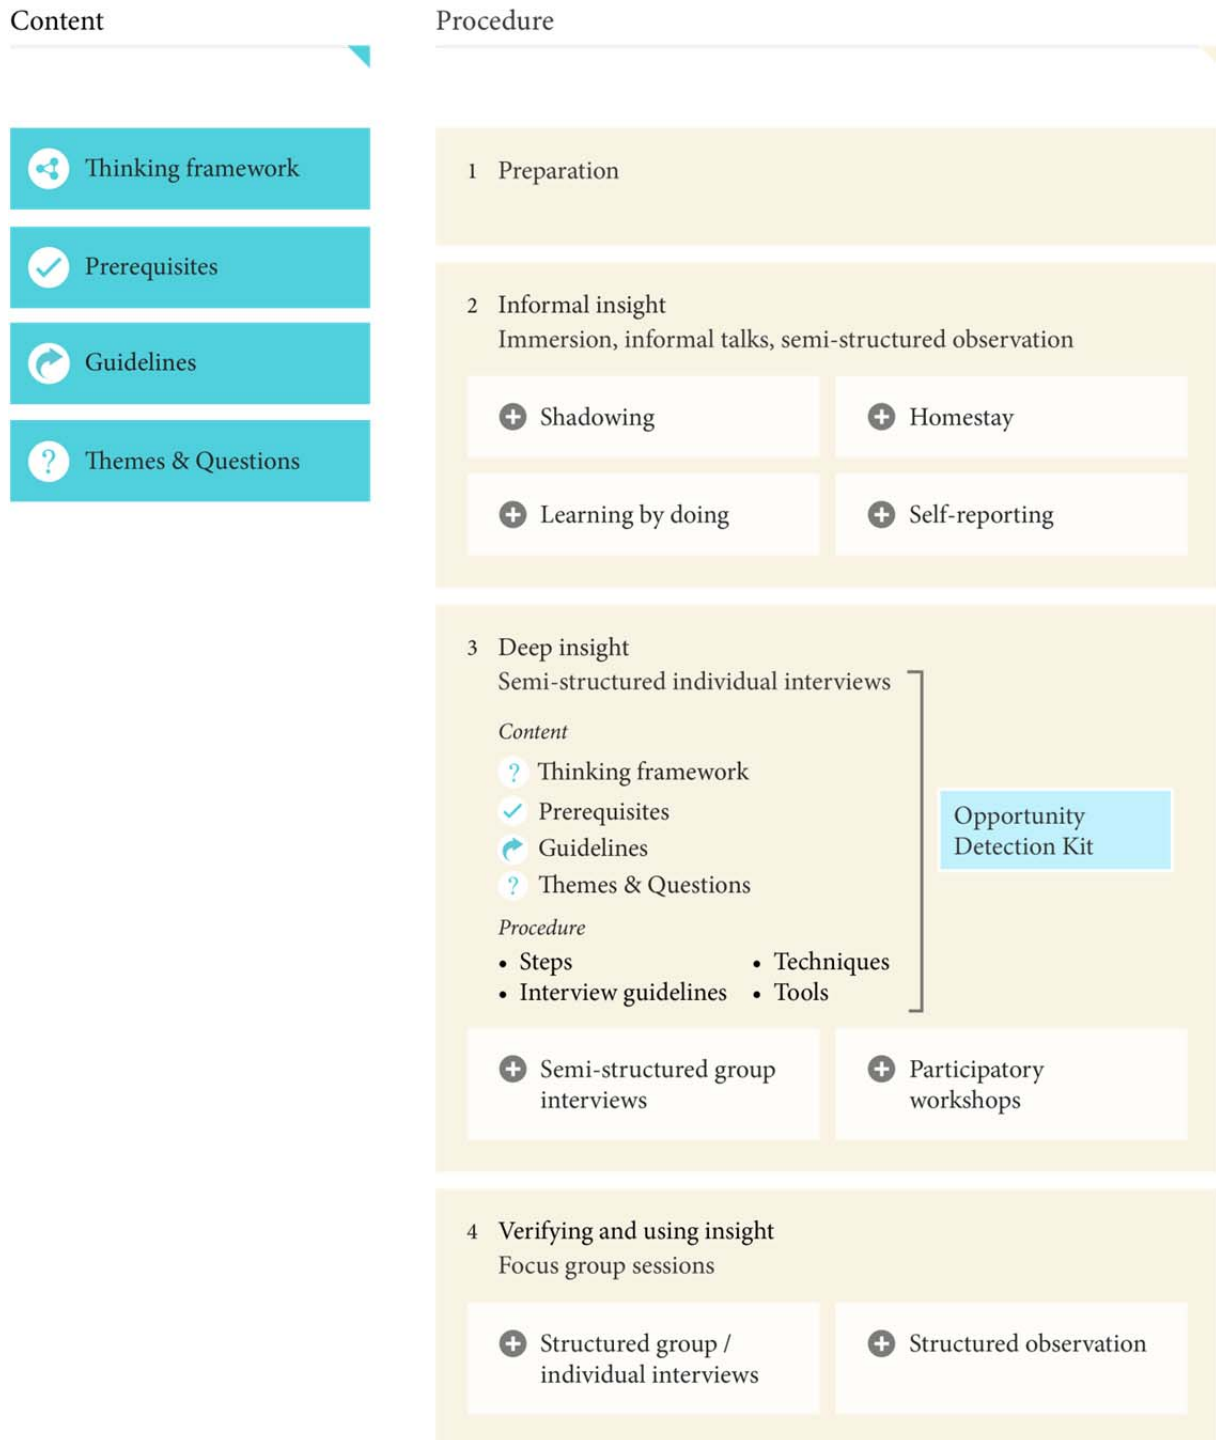 Content
Thinking framework
Prerequisites
Guidelines
? Themes & Questions
Procedure
1 Preparation
2 Informal insight
Immersion, informal talks, semi-structured observation
Shadowing
Homestay
Learning by doing
Self-reporting
3 Deep insight
Semi-structured individual interviews
Content
? Thinking framework
Prerequisites
Guidelines
? Themes & Questions
Procedure
• Steps
• Interview guidelines
• Techniques
• Tools
Opportunity
Detection Kit
Semi-structured group
interviews
Participatory
workshops
4 Verifying and using insight
Focus group sessions
Structured group /
individual interviews
Structured observation